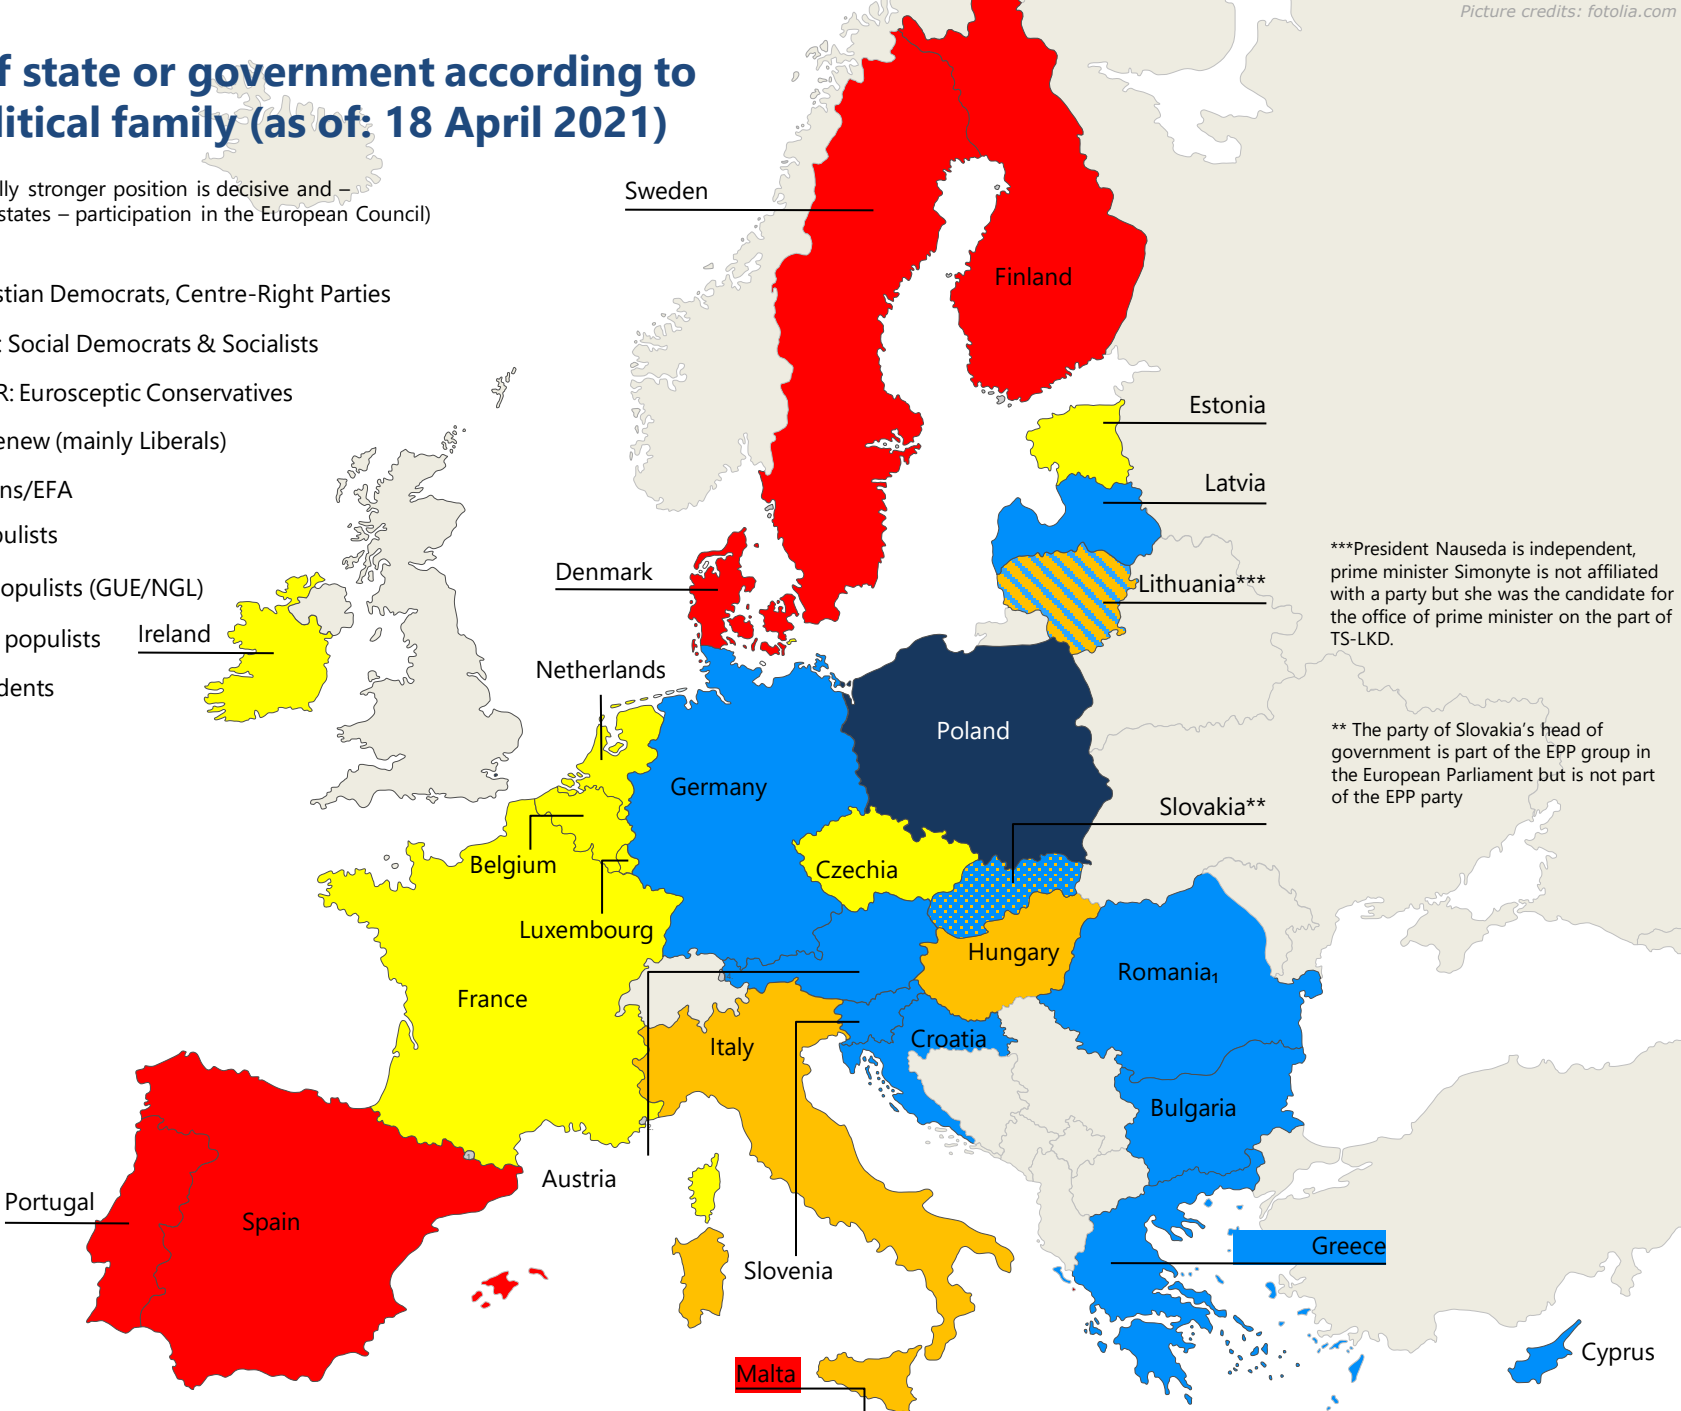 Picture credits: fotolia.com
f state or government according to
litical family (as of: 18 April 2021)
lly stronger position is decisive and –
states – participation in the European Council)
stian Democrats, Centre-Right Parties
: Social Democrats & Socialists
R: Eurosceptic Conservatives
enew (mainly Liberals)
ns/EFA
pulists
opulists (GUE/NGL)
populists
dents
Sweden
Finland
Estonia
Latvia
Lithuania***
***President Nauseda is independent,
prime minister Simonyte is not affiliated
with a party but she was the candidate for
the office of prime minister on the part of
TS-LKD.
Denmark
Ireland
Netherlands
Poland
Germany
** The party of Slovakia’s head of
government is part of the EPP group in
the European Parliament but is not part
of the EPP party
Slovakia**
Belgium
Czechia
Luxembourg
Hungary
Romania₁
France
Croatia
Italy
Bulgaria
Austria
Portugal
Spain
Greece
Slovenia
Cyprus
Malta